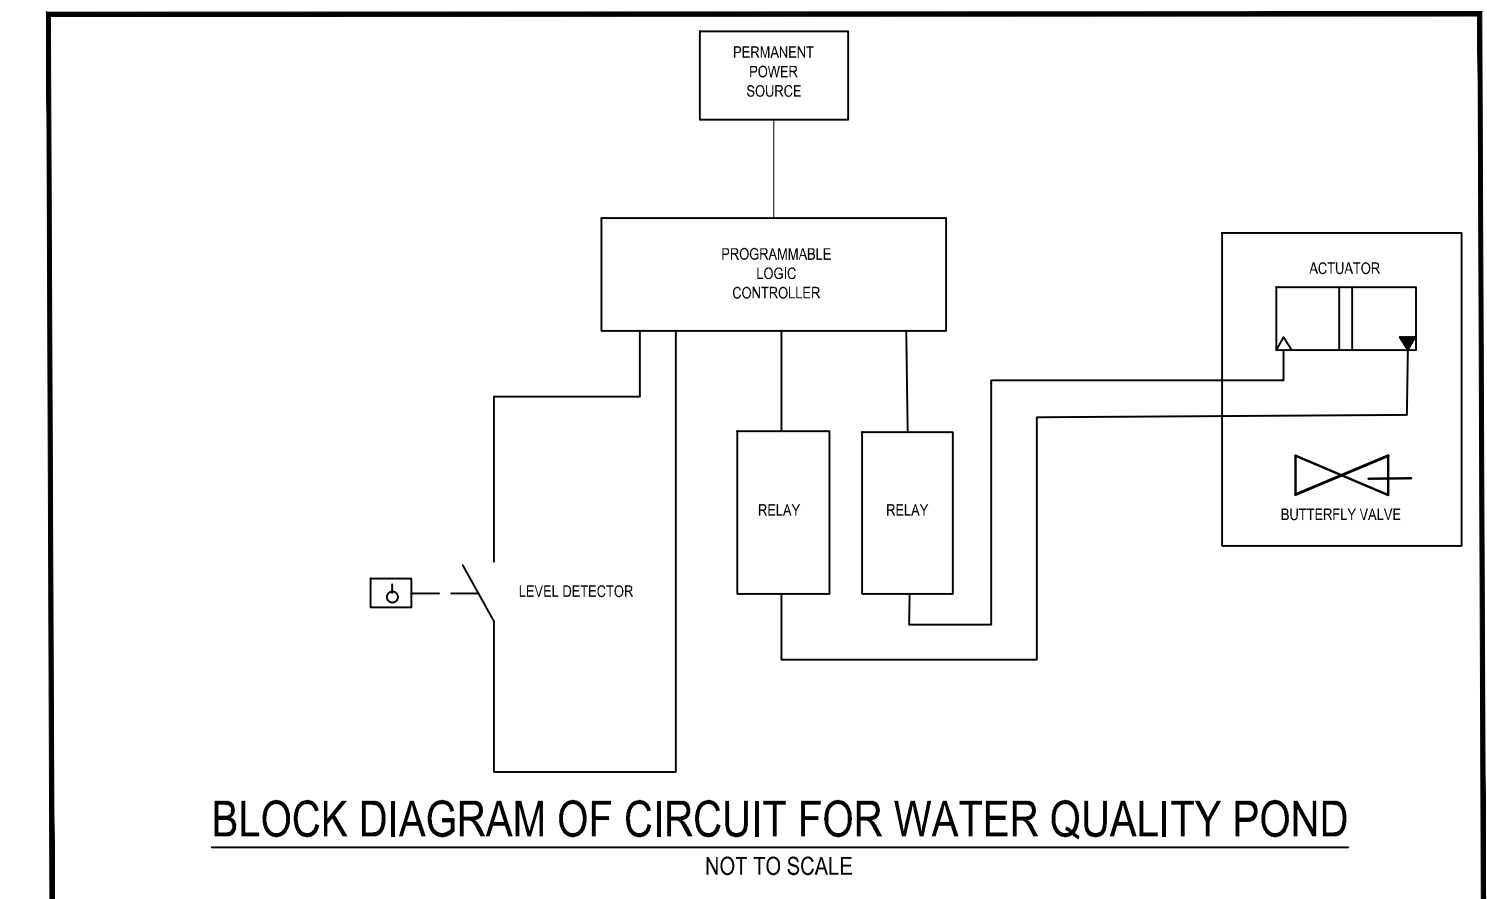 PERMANENT
POWER
SOURCE
PROGRAMMABLE
LOGIC
CONTROLLER
ACTUATOR
RELAY
RELAY
BUTTERFLY VALVE
LEVEL DETECTOR
BLOCK DIAGRAM OF CIRCUIT FOR WATER QUALITY POND
NOT TO SCALE